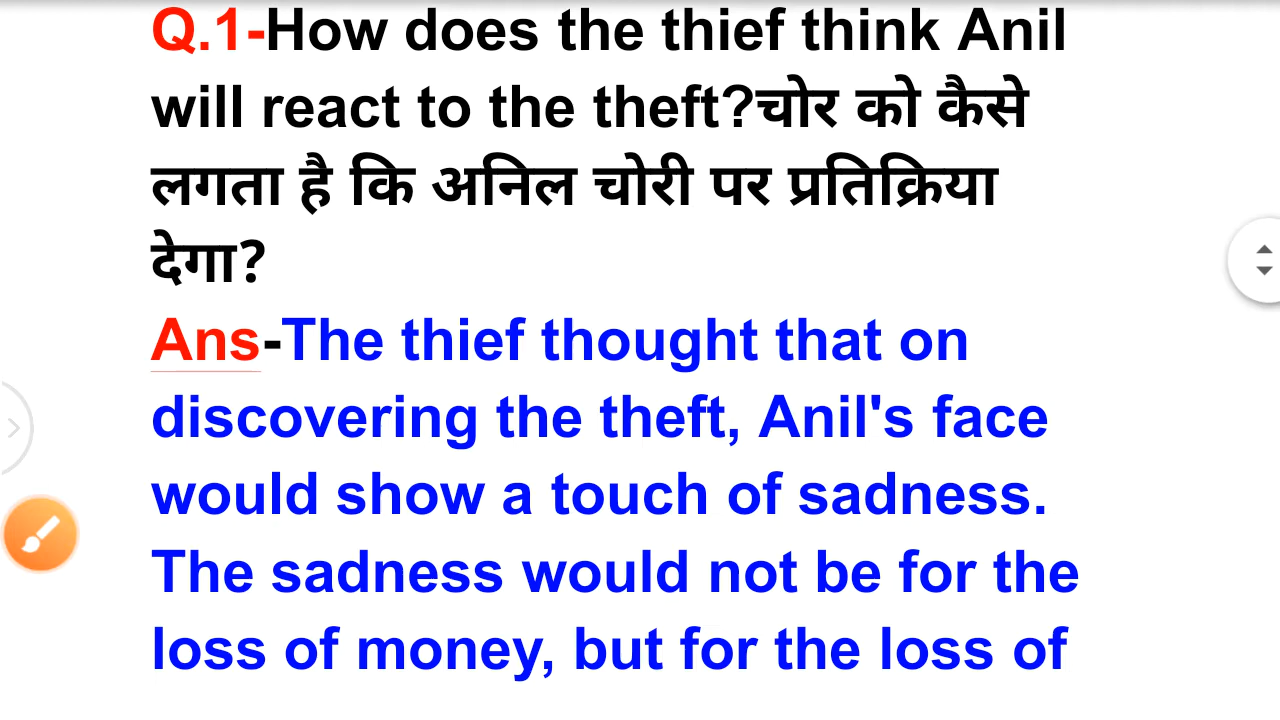 Q.1-How does the thief think Anil
will react to the theft?चोर को कैसे
लगता है कि अनिल चोरी पर प्रतिक्रिया
देगा?
Ans-The thief thought that on
discovering the theft, Anil's face
would show a touch of sadness.
The sadness would not be for the
loss of money, but for the loss of